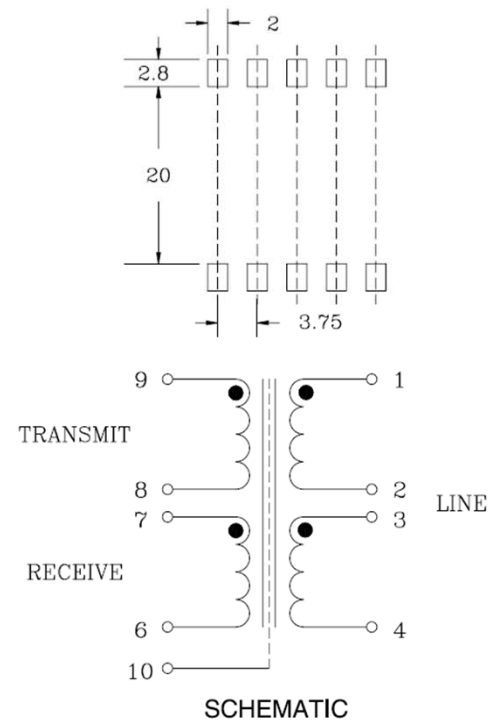 2
2.8
20
3.75
9 1
TRANSMIT
8 2
LINE
7 3
RECEIVE
6 4
10
SCHEMATIC